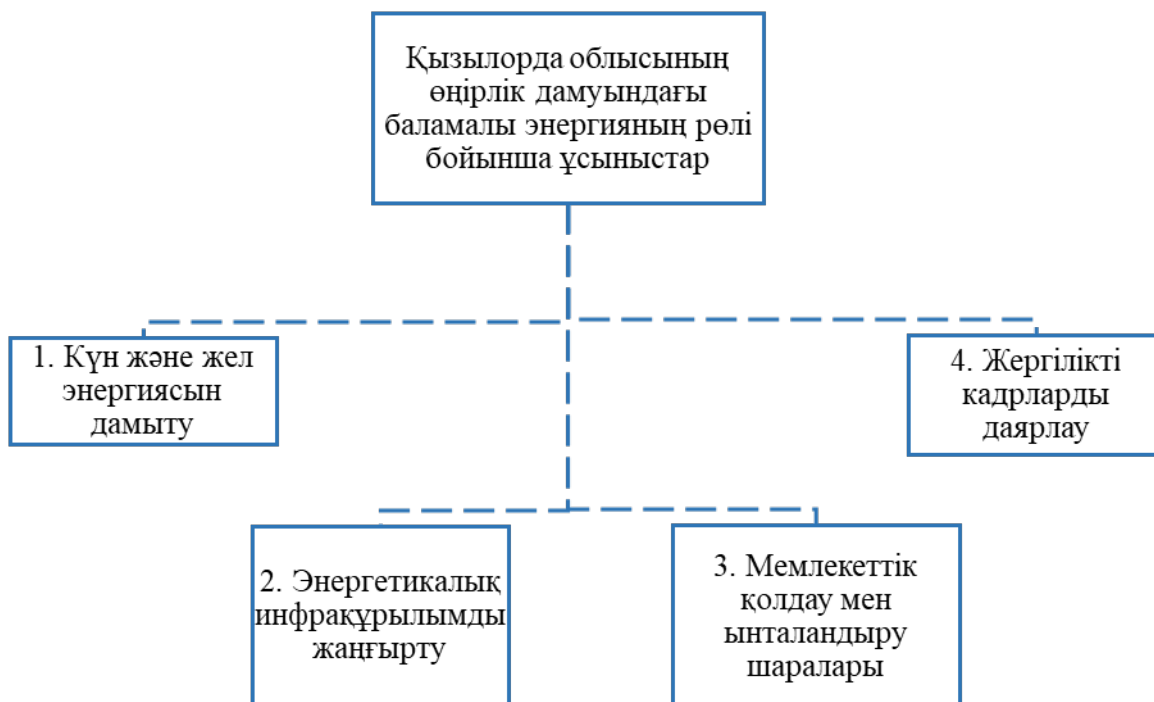 Қызылорда облысының
өңірлік дамуындағы
баламалы энергияның рөлі
бойынша ұсыныстар
1. Күн және жел
энергиясын
дамыту
4. Жергілікті
кадрларды
даярлау
2. Энергетикалық
инфрақұрылымды
жаңғырту
3. Мемлекеттік
қолдау мен
ынталандыру
шаралары